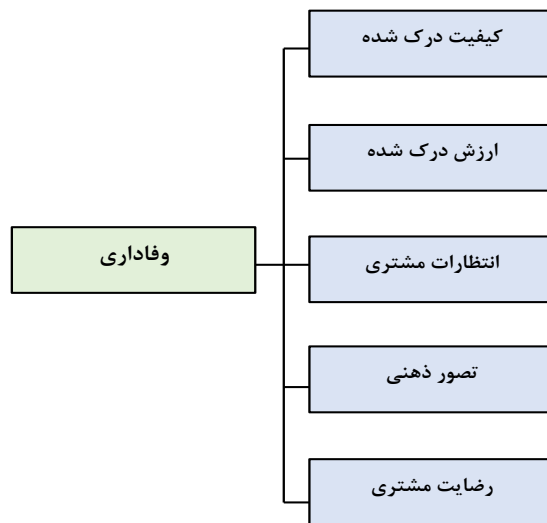 کیفیت درک شده
ارزش درک شده
وفاداری
انتظارات مشتری
تصور ذهنی
رضایت مشتری